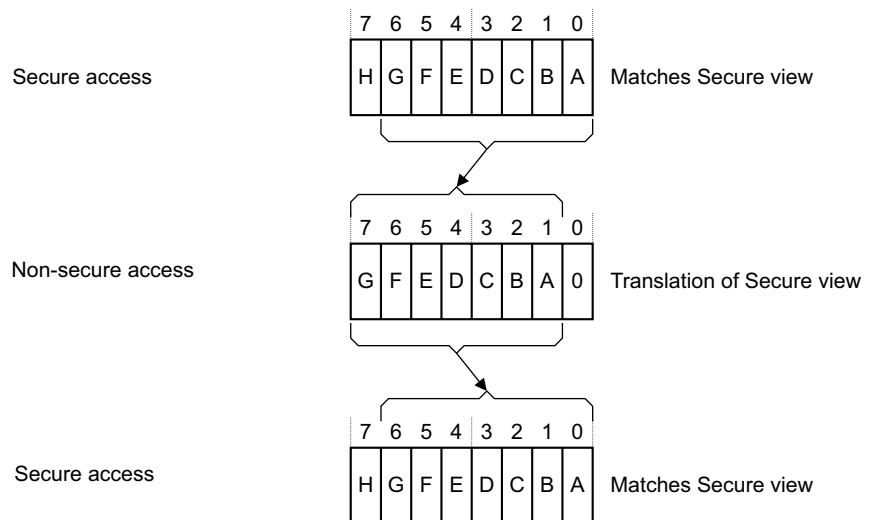 7 6 5 4 3 2 1 0
Secure access H G F E D C B A Matches Secure view
7 6 5 4 3 2 1 0
Non-secure access G F E D C B A 0 Translation of Secure view
7 6 5 4 3 2 1 0
Secure access H G F E D C B A Matches Secure view